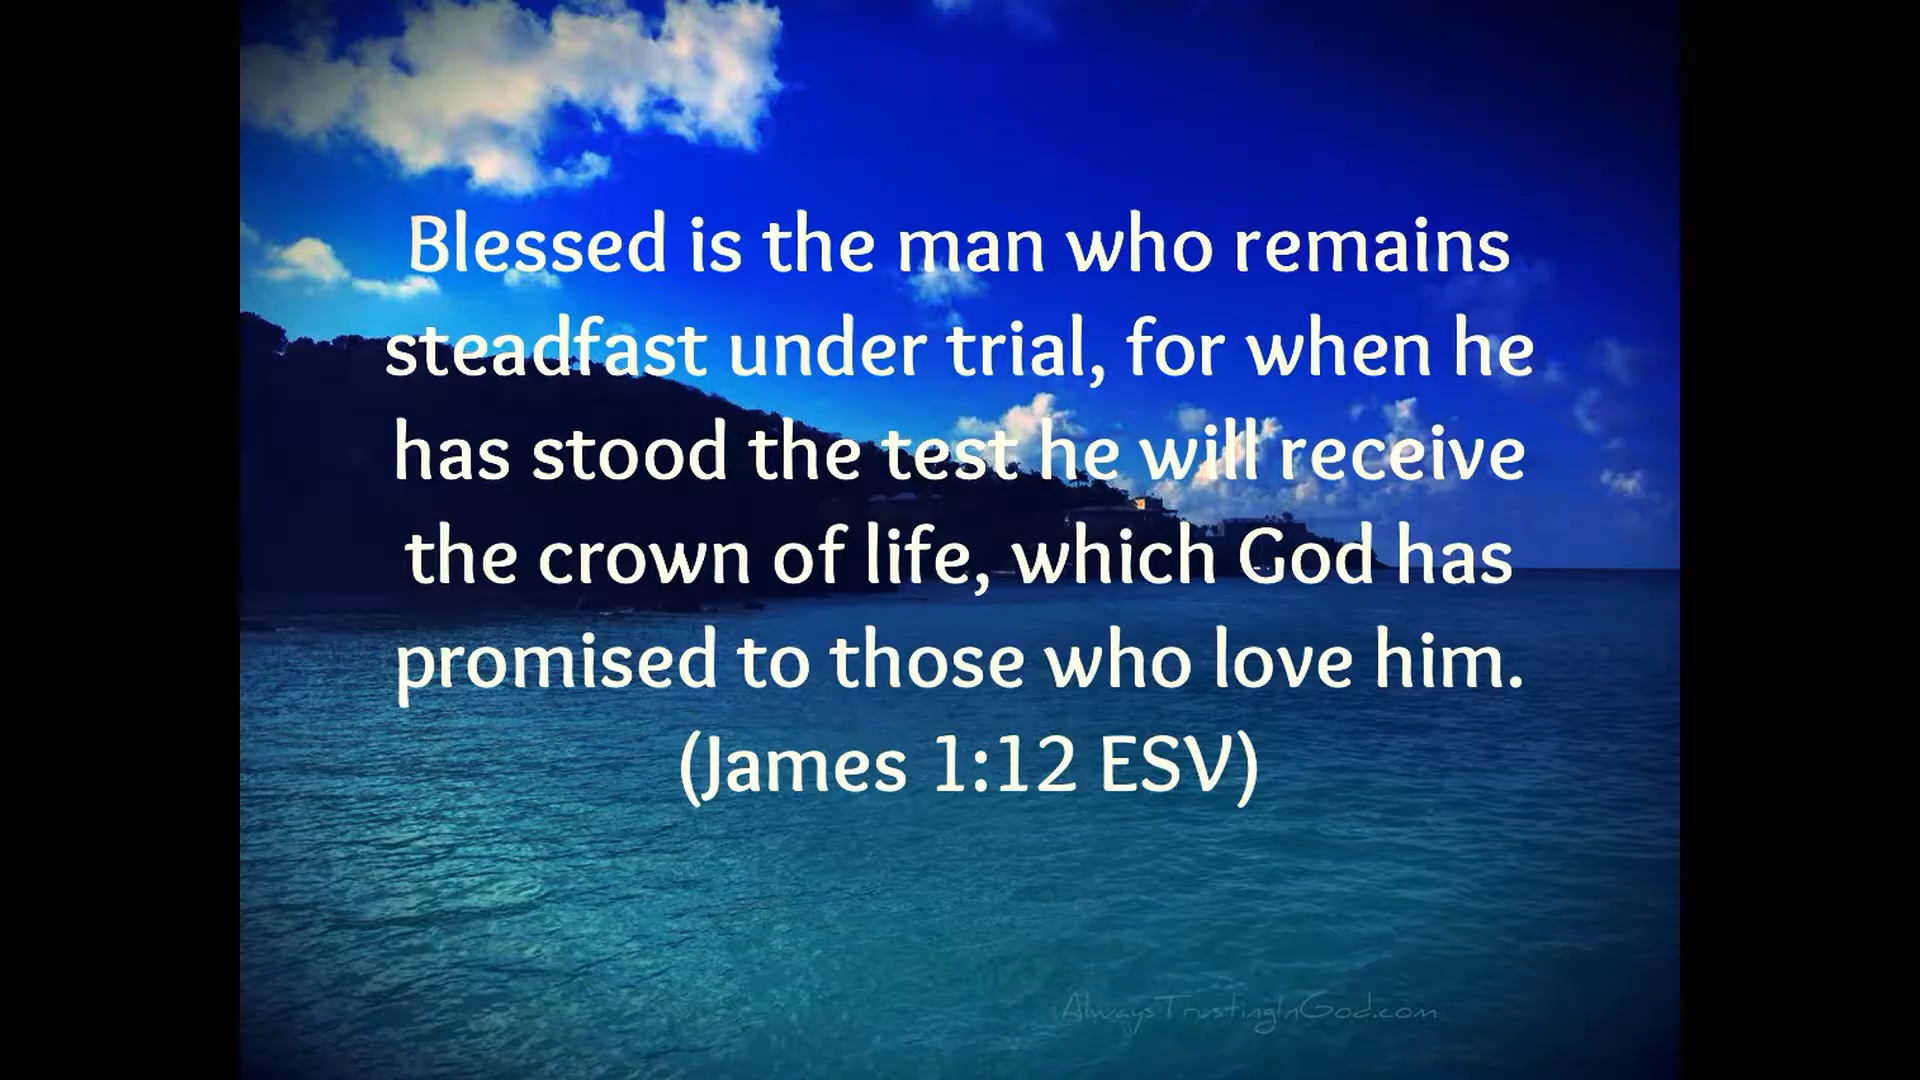 Blessed is the man who remains
steadfast under trial, for when he
has stood the test he will receive
the crown of life, which God has
promised to those who love him.
(James 1:12 ESV)
AlwaysTrustingInGod.com